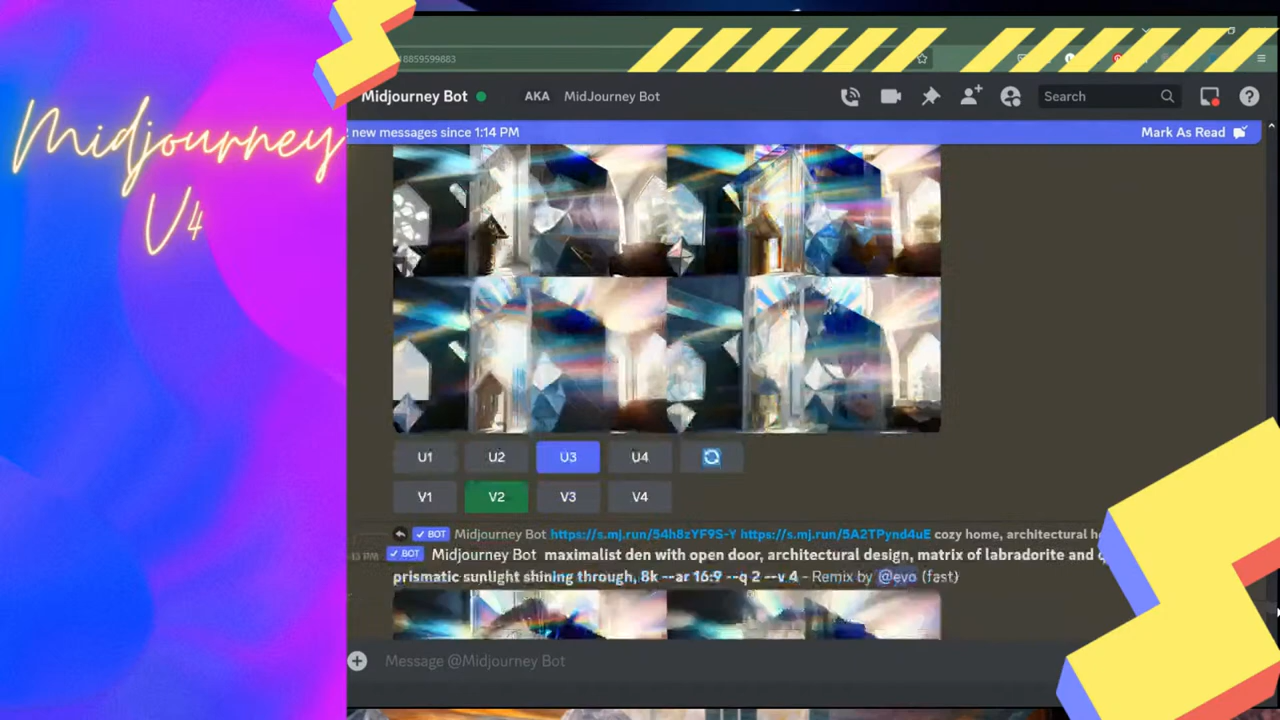 Midjourney
V4
8859599883
Midjourney Bot AKA MidJourney Bot Search
new messages since 1:14 PM Mark As Read
U1 U2 U3 U4
V1 V2 V3 V4
BOT Midjourney Bot https://s.mj.run/54h8zYF9S-Y https://s.mj.run/5A2TPynd4uE cozy home, architectural
BOT Midjourney Bot maximalist den with open door, architectural design, matrix of labradorite and
prismatic sunlight shining through, 8k --ar 16:9 --q 2 --v 4 - Remix by @evo (fast)
Message @Midjourney Bot